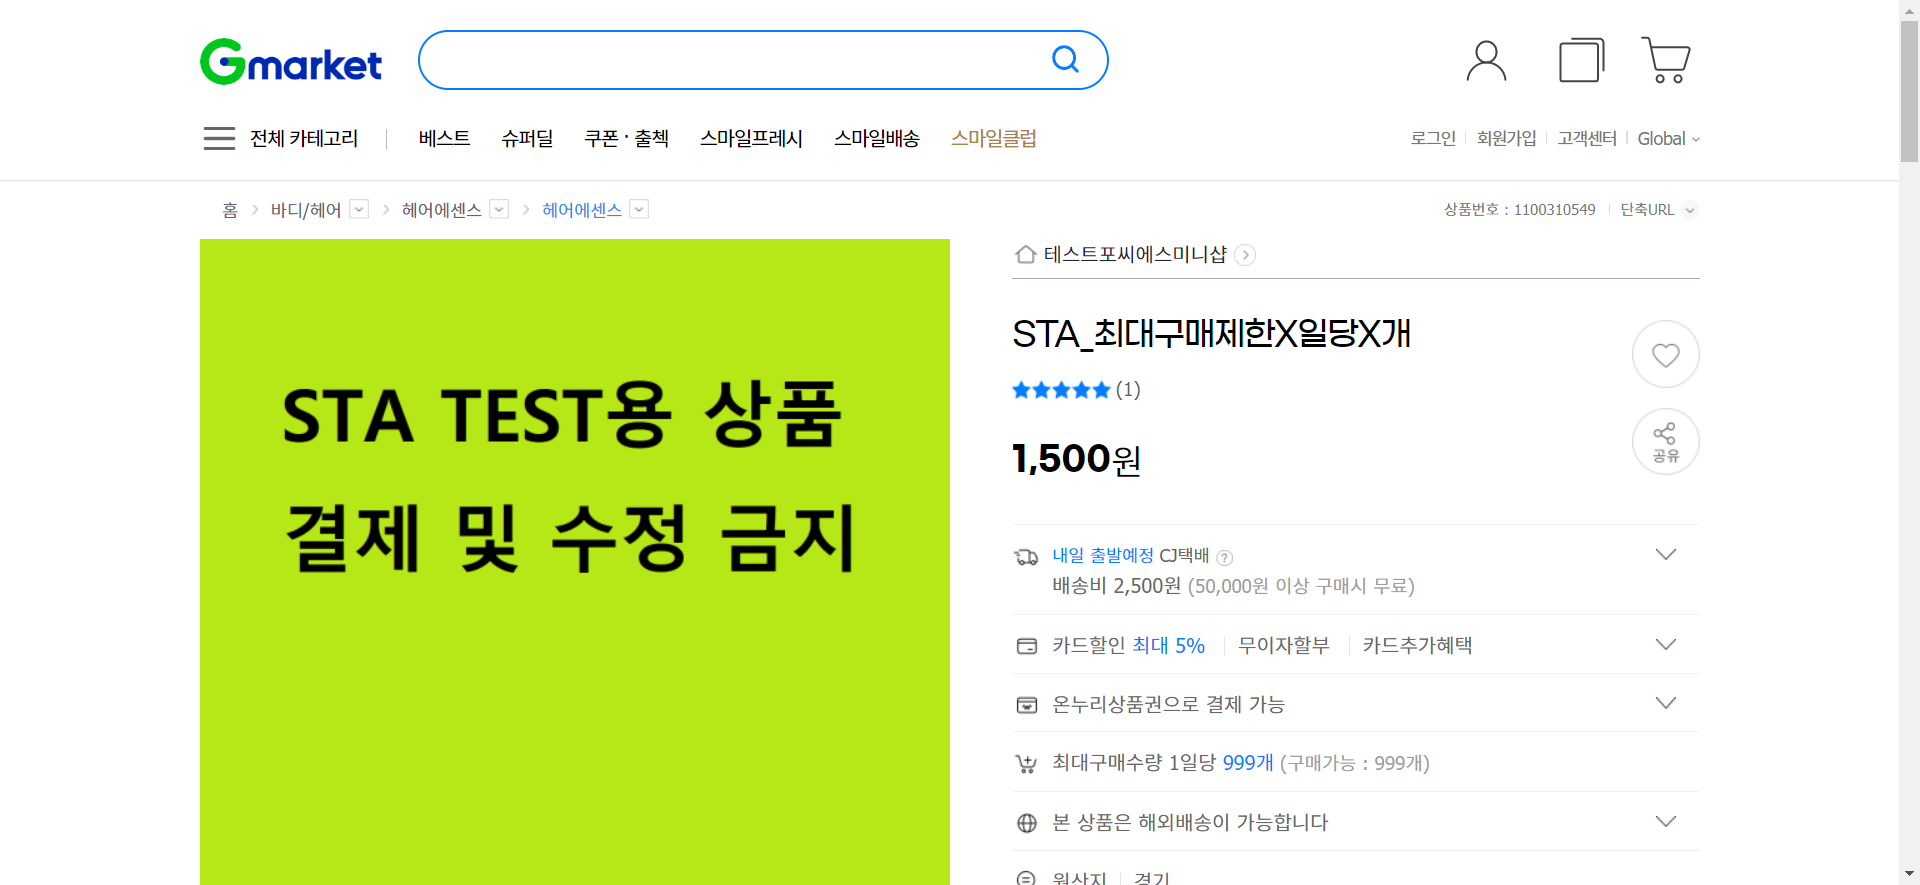 Gmarket
전체 카테고리
베스트 슈퍼딜 쿠폰 · 출첵 스마일프레시 스마일배송 스마일클럽
로그인 회원가입 고객센터 Global
홈 바디/헤어 헤어에센스 헤어에센스
상품번호 : 1100310549 단축URL
STA TEST용 상품
결제 및 수정 금지
테스트포씨에스미니샵
STA_최대구매제한X일당X개
(1)
공유
1,500원
내일 출발예정 CJ택배 ?
배송비 2,500원 (50,000원 이상 구매시 무료)
카드할인 최대 5% 무이자할부 카드추가혜택
온누리상품권으로 결제 가능
최대구매수량 1일당 999개 (구매가능 : 999개)
본 상품은 해외배송이 가능합니다
원산지 경기